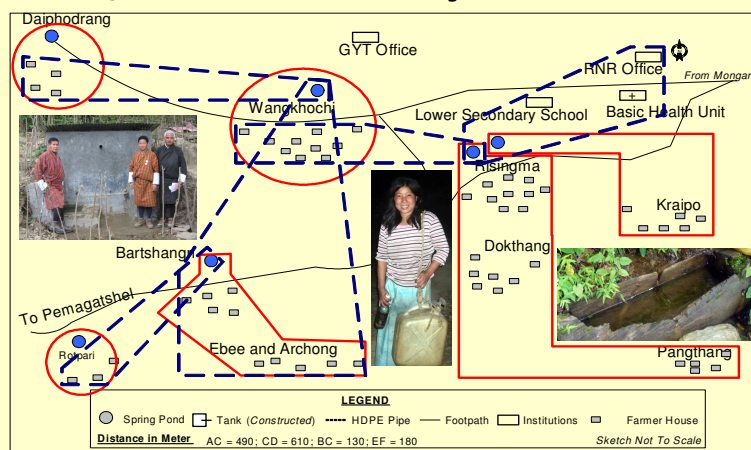 Daiphodrang
GYT Office
RNR Office
From Mongar
Wangkhochi
Lower Secondary School
Basic Health Unit
Risingma
Kraipo
Dokthang
To Pemagatshel
Rotpari
Ebee and Archong
Pangthang
LEGEND
Spring Pond Tank (Constructed) HDPE Pipe Footpath Institutions Farmer House
Distance in Meter AC = 490; CD = 610; BC = 130; EF = 180 Sketch Not To Scale